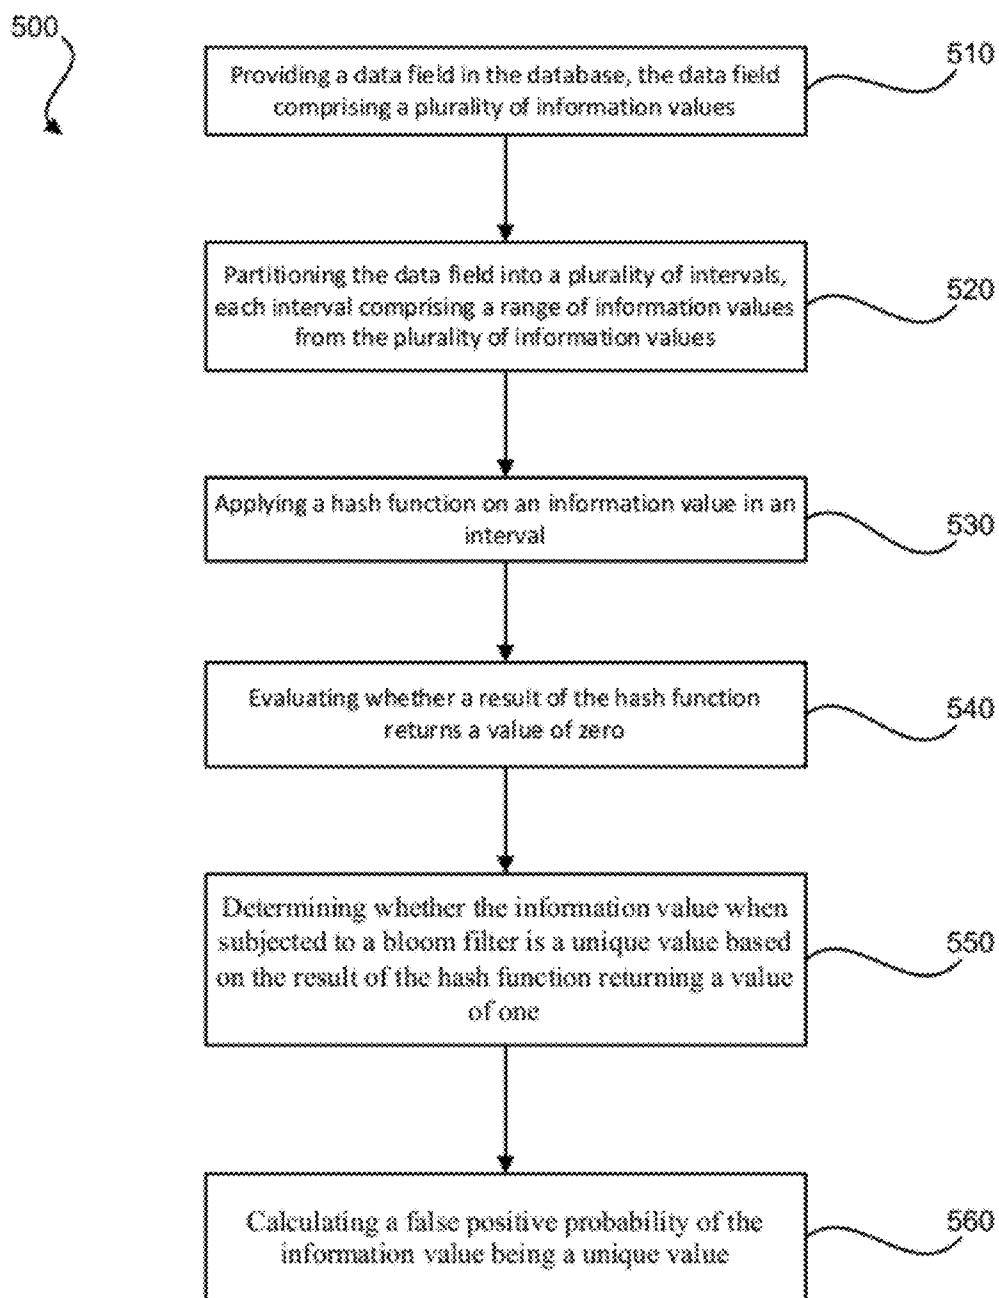 500
510
Providing a data field in the database, the data field
comprising a plurality of information values
520
Partitioning the data field into a plurality of intervals,
each interval comprising a range of information values
from the plurality of information values
530
Applying a hash function on an information value in an
interval
540
Evaluating whether a result of the hash function
returns a value of zero
550
Determining whether the information value when
subjected to a bloom filter is a unique value based
on the result of the hash function returning a value
of one
560
Calculating a false positive probability of the
information value being a unique value